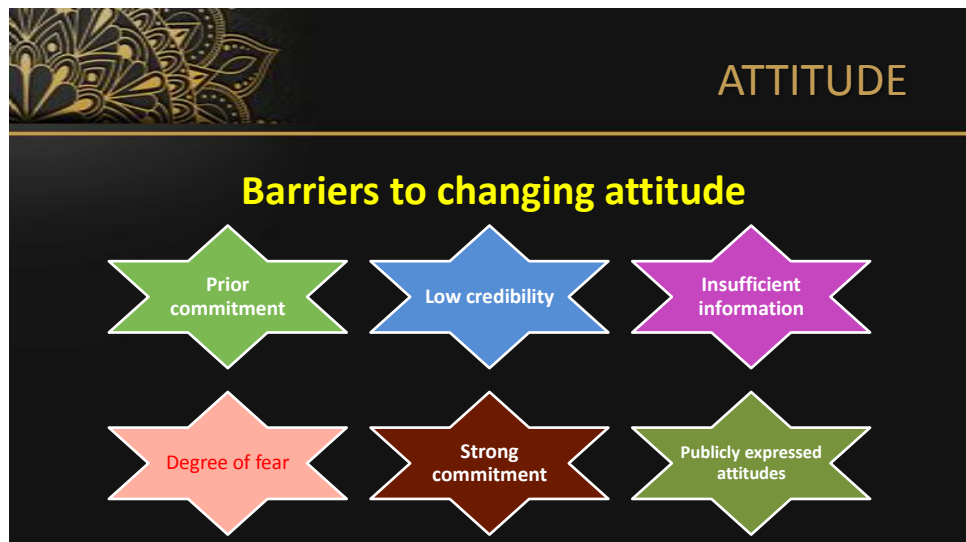 ATTITUDE
Barriers to changing attitude
Prior
commitment
Low credibility
Insufficient
information
Degree of fear
Strong
commitment
Publicly expressed
attitudes